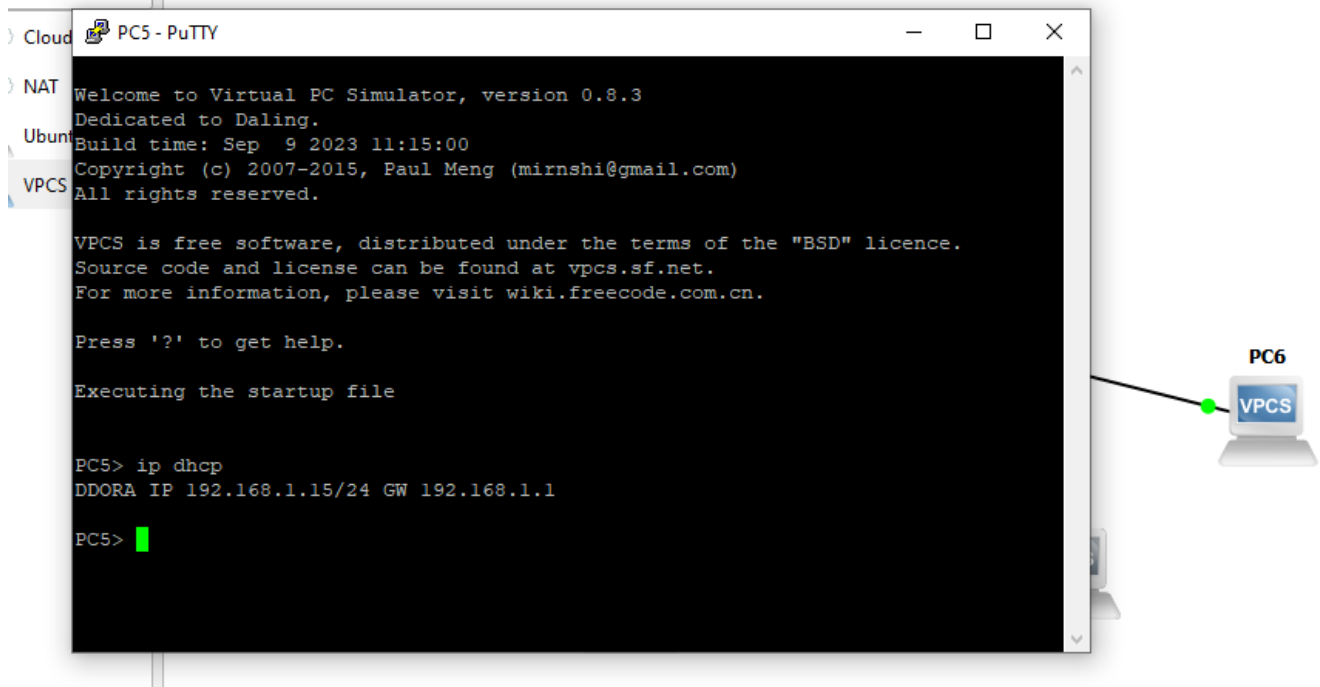 Cloud
NAT
Ubunt
VPCS
PC5 - PuTTY
Welcome to Virtual PC Simulator, version 0.8.3
Dedicated to Daling.
Build time: Sep  9 2023 11:15:00
Copyright (c) 2007-2015, Paul Meng (mirnshi@gmail.com)
All rights reserved.
VPCS is free software, distributed under the terms of the "BSD" licence.
Source code and license can be found at vpcs.sf.net.
For more information, please visit wiki.freecode.com.cn.
Press '?' to get help.
Executing the startup file
PC5> ip dhcp
DDORA IP 192.168.1.15/24 GW 192.168.1.1
PC5>
PC6
VPCS